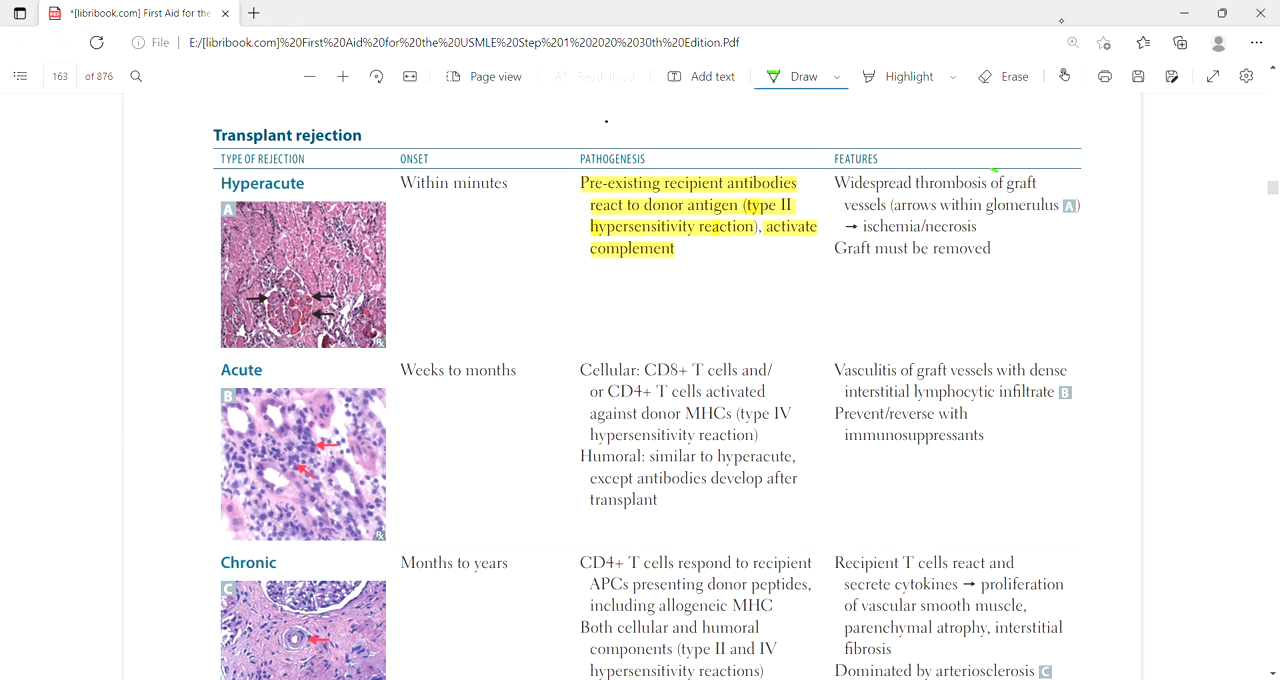 *[libribook.com] First Aid for the
File
E:/[libribook.com]%20First%20Aid%20for%20the%20USMLE%20Step%201%202020%2030th%20Edition.Pdf
163 of 876
Page view
Read aloud
Add text
Draw
Highlight
Erase
Transplant rejection
TYPE OF REJECTION ONSET PATHOGENESIS FEATURES
Hyperacute
A
Within minutes
Pre-existing recipient antibodies
react to donor antigen (type II
hypersensitivity reaction), activate
complement
Widespread thrombosis of graft
vessels (arrows within glomerulus A)
→ ischemia/necrosis
Graft must be removed
Acute
B
Weeks to months
Cellular: CD8+ T cells and/
or CD4+ T cells activated
against donor MHCs (type IV
hypersensitivity reaction)
Humoral: similar to hyperacute,
except antibodies develop after
transplant
Vasculitis of graft vessels with dense
interstitial lymphocytic infiltrate B
Prevent/reverse with
immunosuppressants
Chronic
C
Months to years
CD4+ T cells respond to recipient
APCs presenting donor peptides,
including allogeneic MHC
Both cellular and humoral
components (type II and IV
hypersensitivity reactions)
Recipient T cells react and
secrete cytokines → proliferation
of vascular smooth muscle,
parenchymal atrophy, interstitial
fibrosis
Dominated by arteriosclerosis C